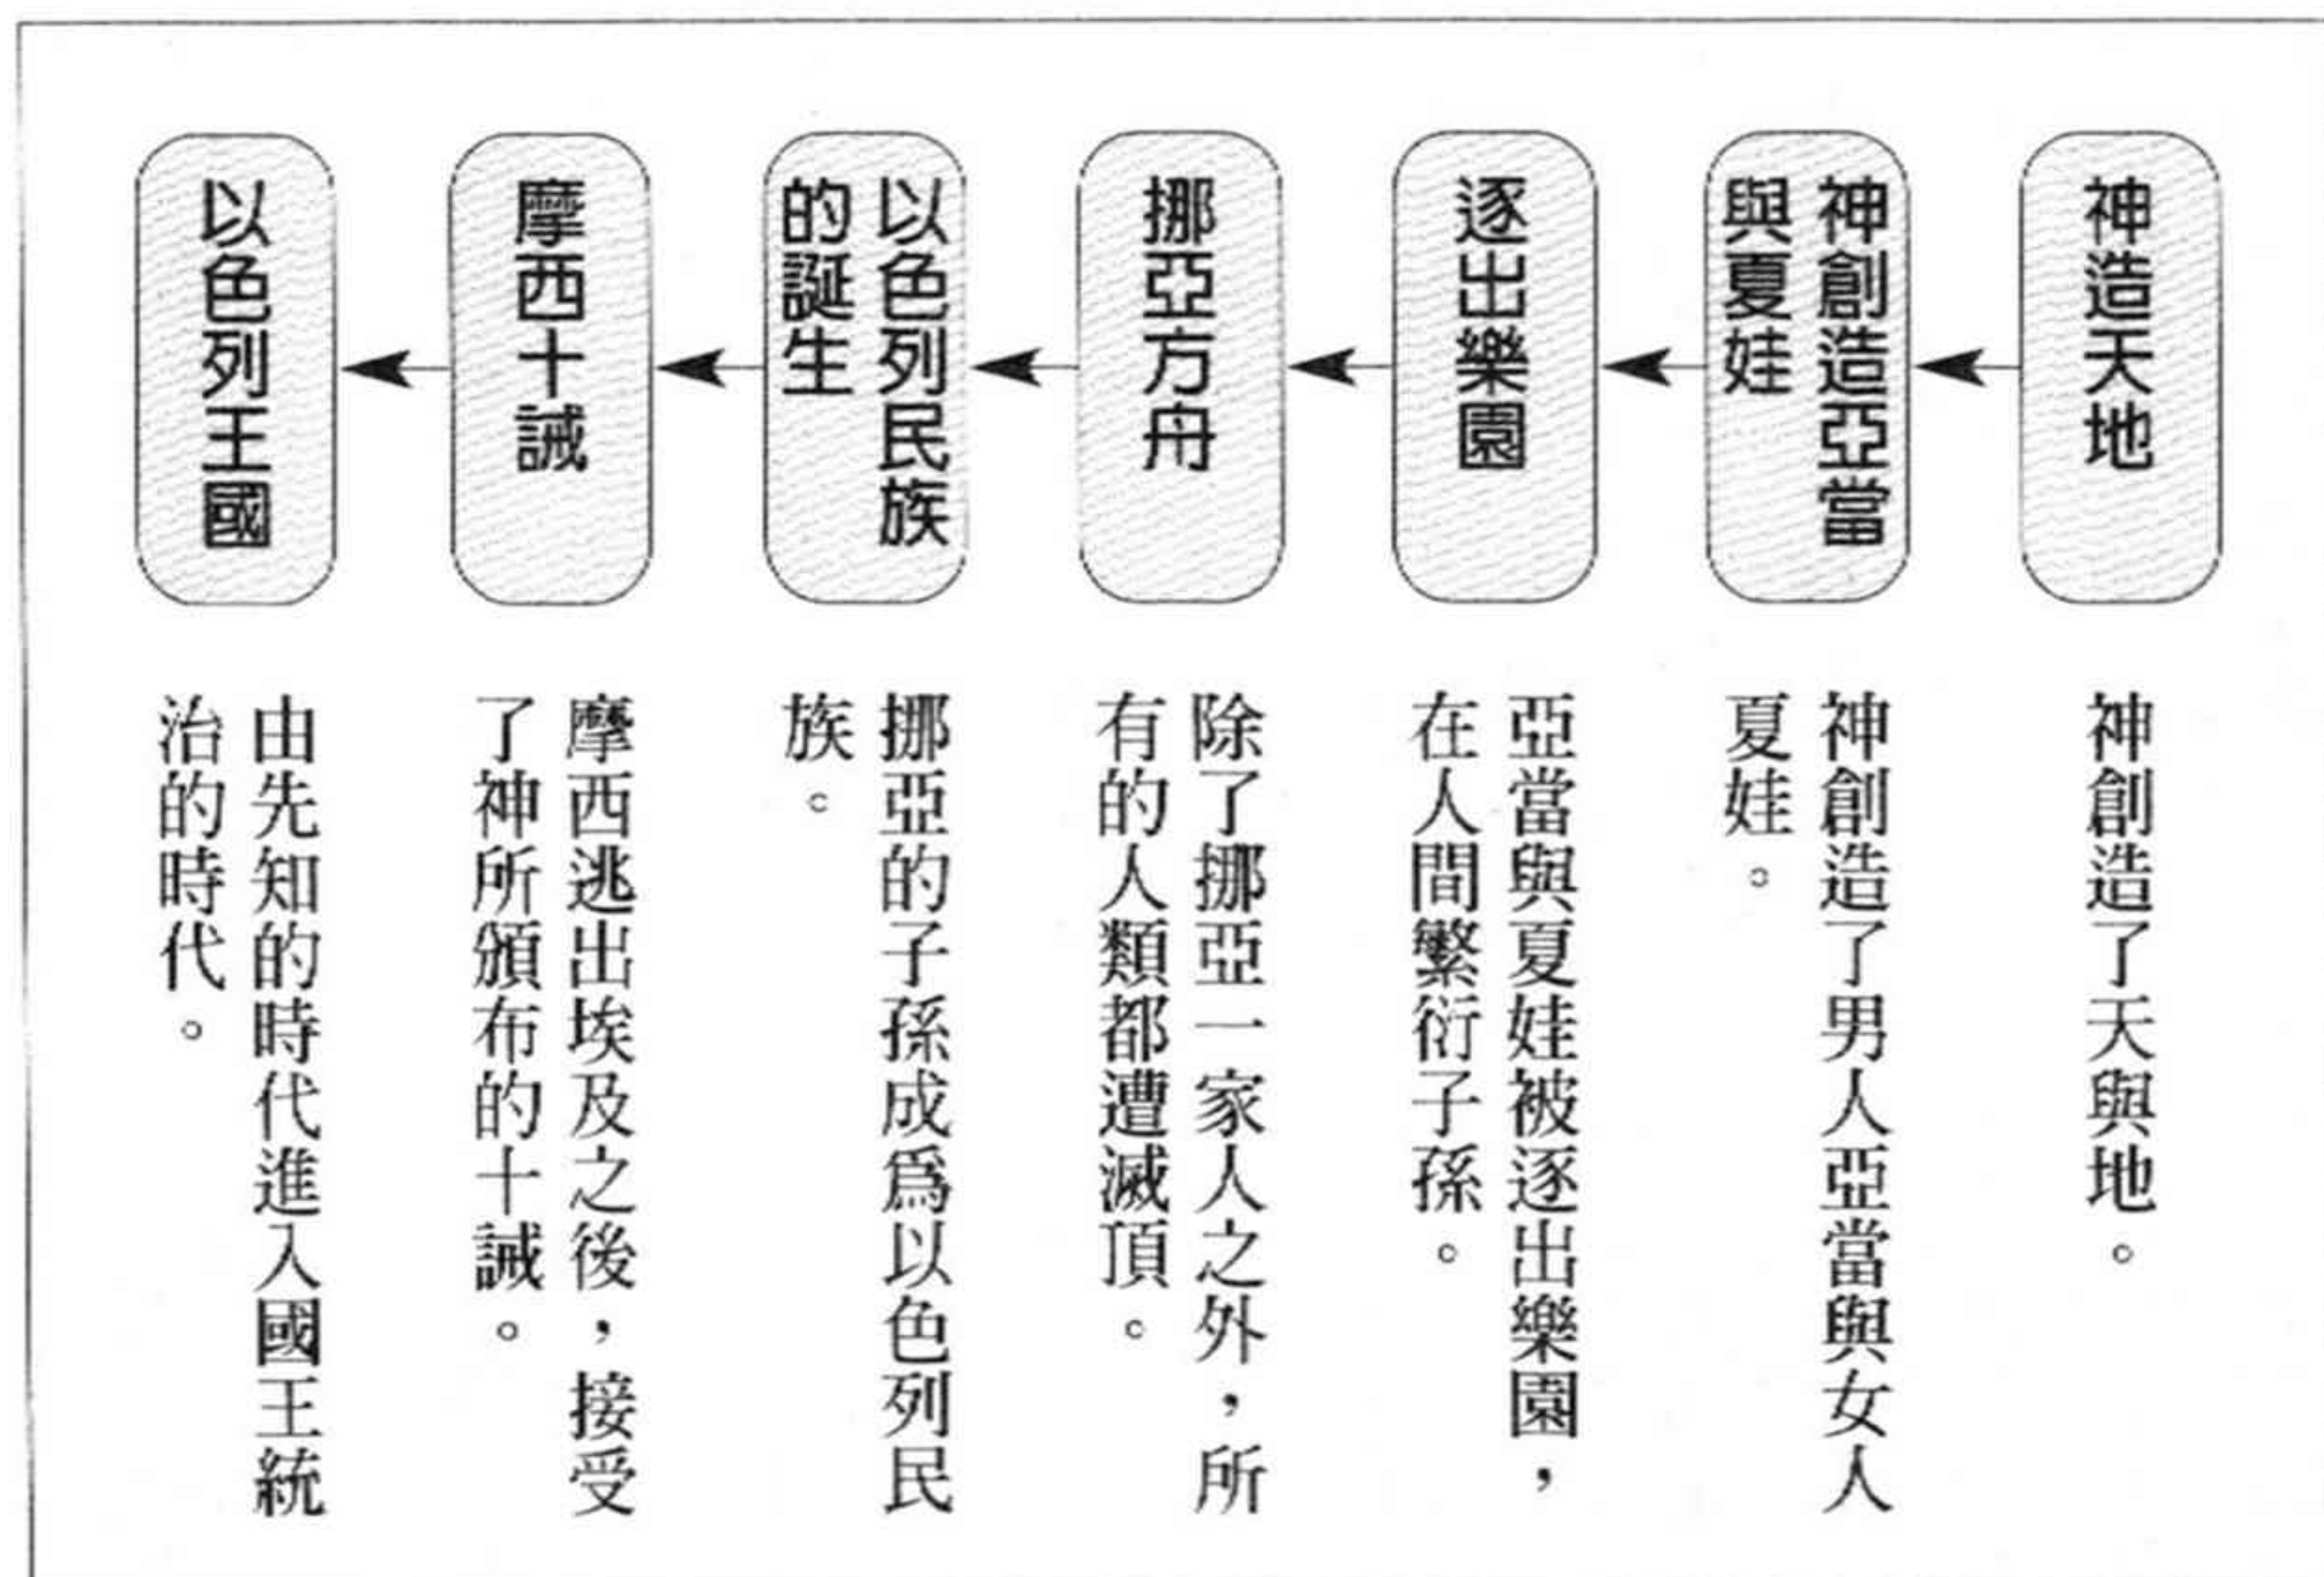 神造天地
神創造亞當
與夏娃
逐出樂園
挪亞方舟
以色列民族
的誕生
摩西十誡
以色列王國
神創造了天與地。
神創造了男人亞當與女人
夏娃。
亞當與夏娃被逐出樂園，
在人間繁衍子孫。
除了挪亞一家人之外，所
有的人類都遭滅頂。
挪亞的子孫成爲以色列民
族。
摩西逃出埃及之後，接受
了神所頒布的十誡。
由先知的時代進入國王統
治的時代。